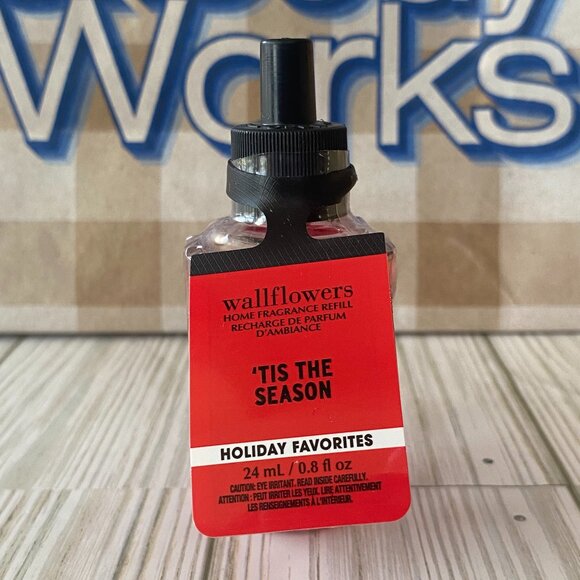 Works
wallflowers
HOME FRAGRANCE REFILL
RECHARGE DE PARFUM
D'AMBIANCE
'TIS THE
SEASON
HOLIDAY FAVORITES
24 mL / 0.8 fl oz
CAUTION: EYE IRRITANT. READ INSIDE CAREFULLY.
ATTENTION : PEUT IRRITER LES YEUX. LIRE ATTENTIVEMENT
LES RENSEIGNEMENTS À L'INTÉRIEUR.